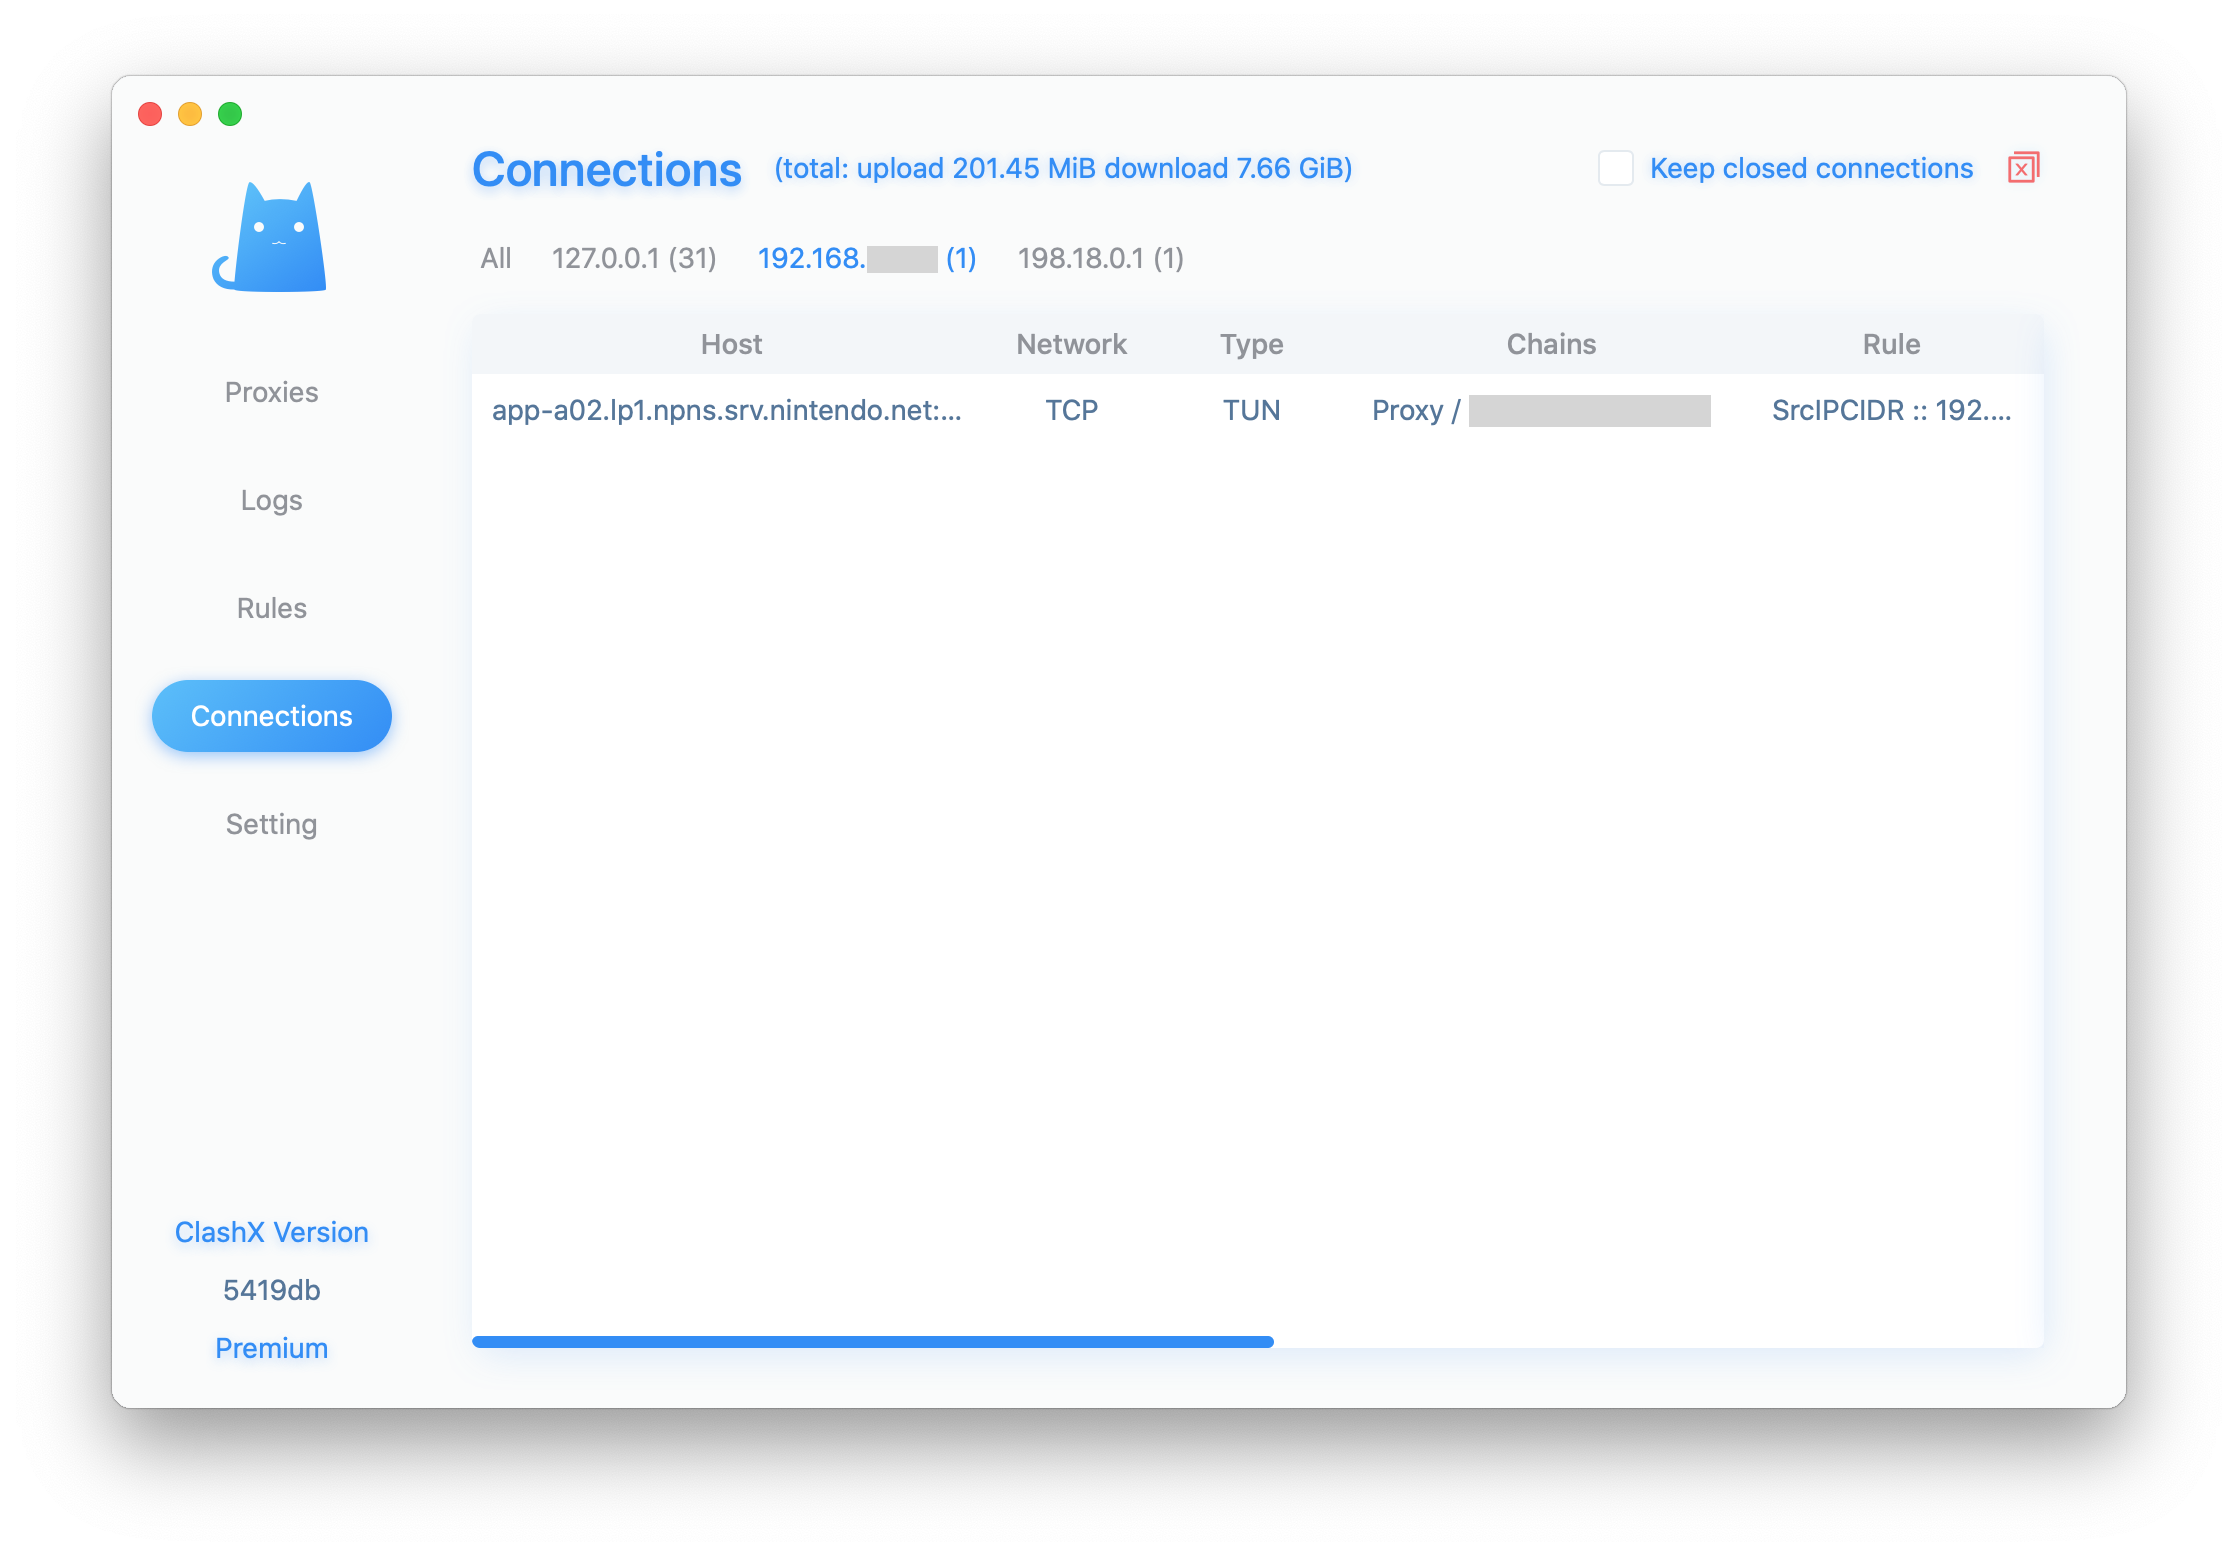 Connections (total: upload 201.45 MiB download 7.66 GiB) Keep closed connections
All 127.0.0.1 (31) 192.168. (1) 198.18.0.1 (1)
Host Network Type Chains Rule
app-a02.lp1.npns.srv.nintendo.net:... TCP TUN Proxy / SrcIPCIDR :: 192....
Proxies
Logs
Rules
Connections
Setting
ClashX Version
5419db
Premium